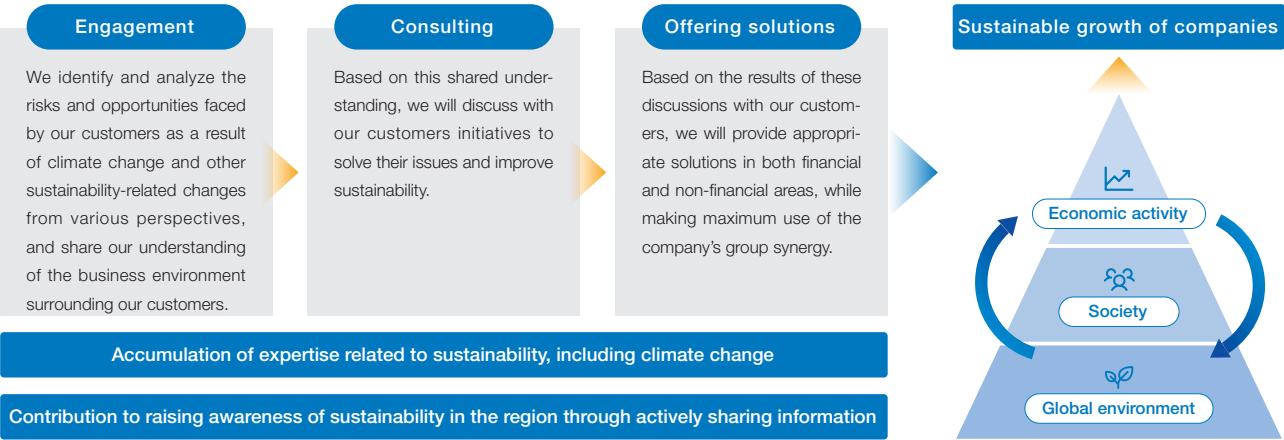 Engagement
We identify and analyze the
risks and opportunities faced
by our customers as a result
of climate change and other
sustainability-related changes
from various perspectives,
and share our understanding
of the business environment
surrounding our customers.
Consulting
Based on this shared under-
standing, we will discuss with
our customers initiatives to
solve their issues and improve
sustainability.
Offering solutions
Based on the results of these
discussions with our custom-
ers, we will provide appropri-
ate solutions in both financial
and non-financial areas, while
making maximum use of the
company's group synergy.
Accumulation of expertise related to sustainability, including climate change
Contribution to raising awareness of sustainability in the region through actively sharing information
Sustainable growth of companies
Economic activity
Society
Global environment